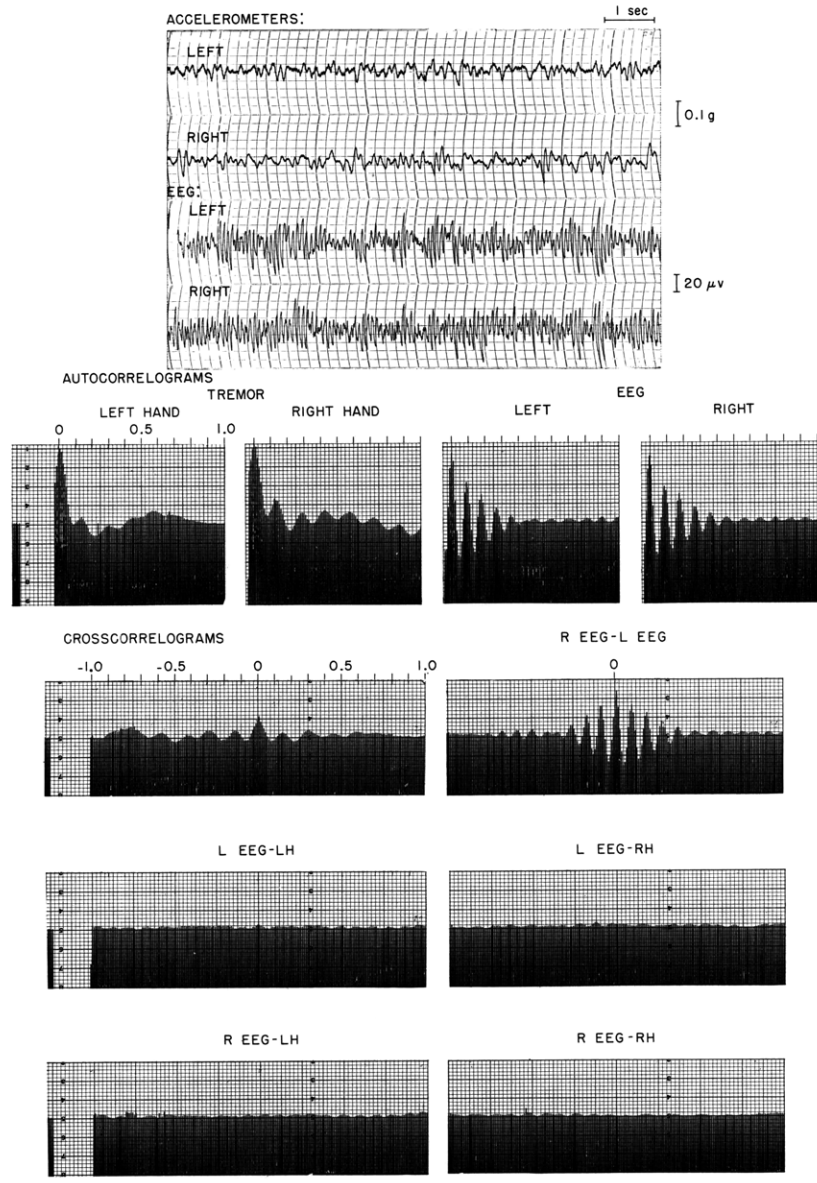 ACCELEROMETERS:
1 sec
LEFT
0.1 g
RIGHT
EEG:
LEFT
20 μv
RIGHT
AUTOCORRELOGRAMS
TREMOR
EEG
LEFT HAND
RIGHT HAND
LEFT
RIGHT
0 0.5 1.0
CROSSCORRELOGRAMS
R EEG-L EEG
-1.0 -0.5 0 0.5 1.0
0
L EEG-LH
L EEG-RH
R EEG-LH
R EEG-RH